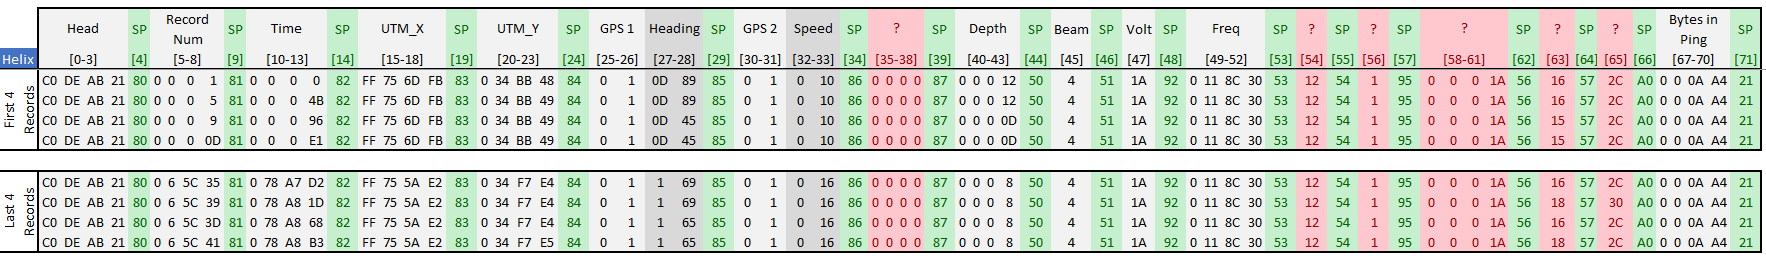 Head SP Record SP Time SP UTM_X SP UTM_Y SP GPS 1 Heading SP GPS 2 Speed SP ? SP Depth SP Beam SP Volt SP Freq SP ? SP ? SP ? SP ? SP ? SP Bytes in SP
Num Ping
Helix [0-3] [4] [5-8] [9] [10-13] [14] [15-18] [19] [20-23] [24] [25-26] [27-28] [29] [30-31] [32-33] [34] [35-38] [39] [40-43] [44] [45] [46] [47] [48] [49-52] [53] [54] [55] [56] [57] [58-61] [62] [63] [64] [65] [66] [67-70] [71]
First 4
Records
C0 DE AB 21 80 0 0 0 1 81 0 0 0 0 82 FF 75 6D FB 83 0 34 BB 48 84 0 1 0D 89 85 0 1 0 10 86 0 0 0 0 87 0 0 0 12 50 4 51 1A 92 0 11 8C 30 53 12 54 1 95 0 0 0 1A 56 16 57 2C A0 0 0 0A A4 21
C0 DE AB 21 80 0 0 0 5 81 0 0 0 4B 82 FF 75 6D FB 83 0 34 BB 49 84 0 1 0D 89 85 0 1 0 10 86 0 0 0 0 87 0 0 0 12 50 4 51 1A 92 0 11 8C 30 53 12 54 1 95 0 0 0 1A 56 16 57 2C A0 0 0 0A A4 21
C0 DE AB 21 80 0 0 0 9 81 0 0 0 96 82 FF 75 6D FB 83 0 34 BB 49 84 0 1 0D 45 85 0 1 0 10 86 0 0 0 0 87 0 0 0 0D 50 4 51 1A 92 0 11 8C 30 53 12 54 1 95 0 0 0 1A 56 15 57 2C A0 0 0 0A A4 21
C0 DE AB 21 80 0 0 0 0D 81 0 0 0 E1 82 FF 75 6D FB 83 0 34 BB 49 84 0 1 0D 45 85 0 1 0 10 86 0 0 0 0 87 0 0 0 0D 50 4 51 1A 92 0 11 8C 30 53 12 54 1 95 0 0 0 1A 56 15 57 2C A0 0 0 0A A4 21
Last 4
Records
C0 DE AB 21 80 0 6 5C 35 81 0 78 A7 D2 82 FF 75 5A E2 83 0 34 F7 E4 84 0 1 1 69 85 0 1 0 16 86 0 0 0 0 87 0 0 0 8 50 4 51 1A 92 0 11 8C 30 53 12 54 1 95 0 0 0 1A 56 16 57 2C A0 0 0 0A A4 21
C0 DE AB 21 80 0 6 5C 39 81 0 78 A8 1D 82 FF 75 5A E2 83 0 34 F7 E4 84 0 1 1 69 85 0 1 0 16 86 0 0 0 0 87 0 0 0 8 50 4 51 1A 92 0 11 8C 30 53 12 54 1 95 0 0 0 1A 56 18 57 30 A0 0 0 0A A4 21
C0 DE AB 21 80 0 6 5C 3D 81 0 78 A8 68 82 FF 75 5A E2 83 0 34 F7 E4 84 0 1 1 65 85 0 1 0 16 86 0 0 0 0 87 0 0 0 8 50 4 51 1A 92 0 11 8C 30 53 12 54 1 95 0 0 0 1A 56 16 57 2C A0 0 0 0A A4 21
C0 DE AB 21 80 0 6 5C 41 81 0 78 A8 B3 82 FF 75 5A E2 83 0 34 F7 E5 84 0 1 1 65 85 0 1 0 16 86 0 0 0 0 87 0 0 0 8 50 4 51 1A 92 0 11 8C 30 53 12 54 1 95 0 0 0 1A 56 18 57 2C A0 0 0 0A A4 21